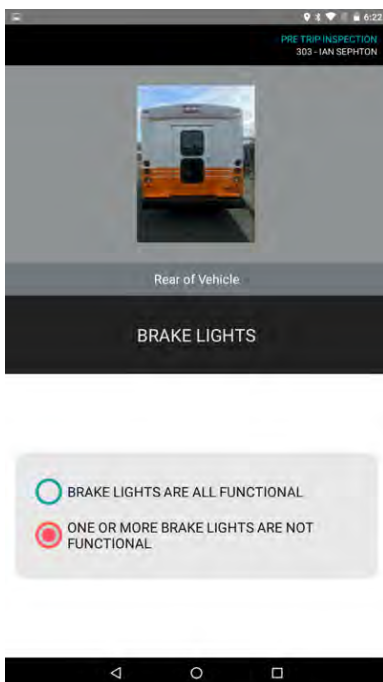 6:22
PRE TRIP INSPECTION
303 - IAN SEPHTON
Rear of Vehicle
BRAKE LIGHTS
BRAKE LIGHTS ARE ALL FUNCTIONAL
ONE OR MORE BRAKE LIGHTS ARE NOT
FUNCTIONAL